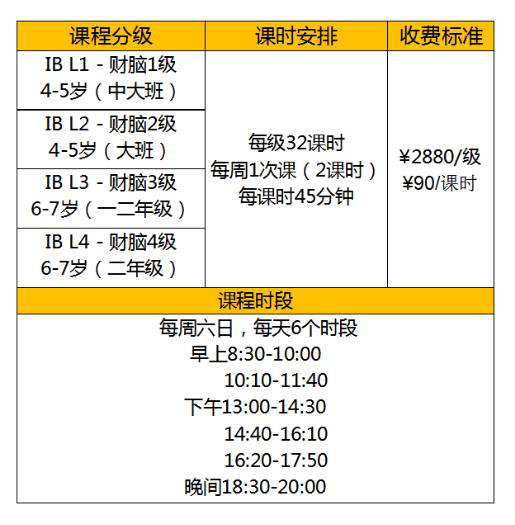 课程分级 课时安排 收费标准
IB L1 - 财脑1级
4-5岁（中大班）
IB L2 - 财脑2级
4-5岁（大班）
IB L3 - 财脑3级
6-7岁（一二年级）
IB L4 - 财脑4级
6-7岁（二年级）
每级32课时
每周1次课（2课时）
每课时45分钟
¥2880/级
¥90/课时
课程时段
每周六日，每天6个时段
早上8:30-10:00
10:10-11:40
下午13:00-14:30
14:40-16:10
16:20-17:50
晚间18:30-20:00